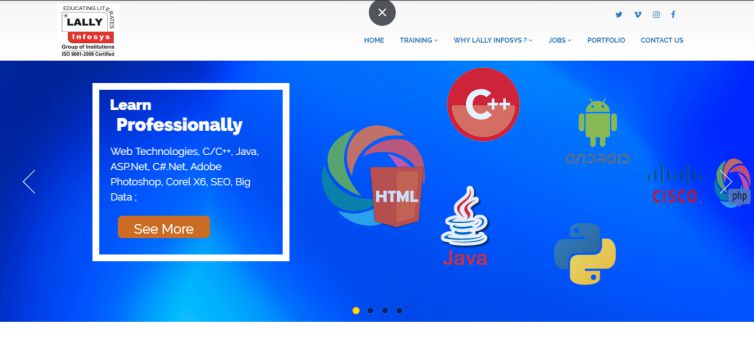 EDUCATING LITERATES
LALLY
Infosys
Group of Institutions
ISO 9001-2008 Certified
HOME
TRAINING
WHY LALLY INFOSYS ?
JOBS
PORTFOLIO
CONTACT US
Learn
Professionally
Web Technologies, C/C++, Java,
ASP.Net, C#.Net, Adobe
Photoshop, Corel X6, SEO, Big
Data ;
See More
C++
HTML
Java
ANDROID
CISCO
php